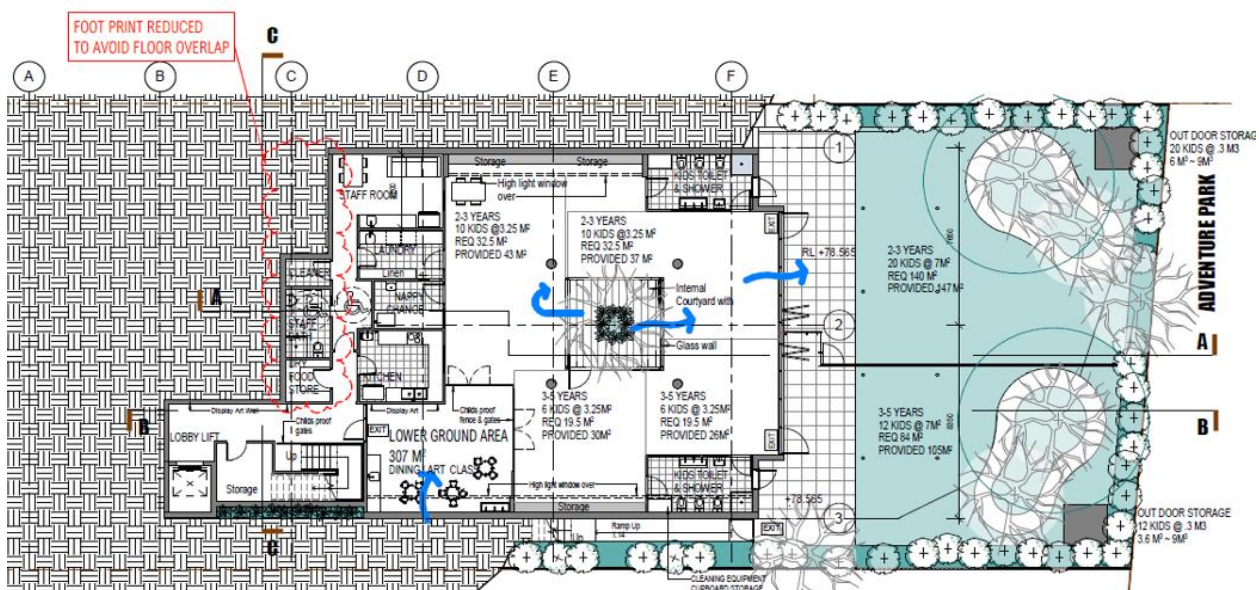 FOOT PRINT REDUCED
TO AVOID FLOOR OVERLAP
C
A
B
C
D
E
F
OUT DOOR STORAGE
20 KIDS @ .3 M3
6 M³ ~ 9M³
ADVENTURE PARK
1
Storage
Storage
STAFF ROOM
High light window
over
KIDS TOILET
& SHOWER
EXIT
2-3 YEARS
10 KIDS @3.25 M²
REQ 32.5 M²
PROVIDED 43 M²
2-3 YEARS
10 KIDS @3.25 M²
REQ 32.5 M²
PROVIDED 37 M²
RL +78.565
2-3 YEARS
20 KIDS @ 7M²
REQ 140 M²
PROVIDED 147 M²
LAUNDRY
Linen
CLEANER
NAPPY
CHANGE
Internal
Courtyard with
Glass wall
A
STAFF
2
A
DRY
FOOD
STORE
KITCHEN
Display Art Wall
Display Art
Childs proof
fence & gates
Childs proof
gates
3-5 YEARS
6 KIDS @ 3.25M²
REQ 19.5 M²
PROVIDED 30M²
3-5 YEARS
6 KIDS @ 3.25M²
REQ 19.5 M²
PROVIDED 26M²
3-5 YEARS
12 KIDS @ 7M²
REQ 84 M²
PROVIDED 105M²
B
B
LOBBY LIFT
EXIT
LOWER GROUND AREA
307 M²
DINING/ ART CLASS
EXIT
Up
Storage
High light window over
KIDS TOILET
& SHOWER
Storage
+78.565
3
OUT DOOR STORAGE
12 KIDS @ .3 M3
3.6 M³ ~ 9M³
C
Up
Ramp Up
1:14
EXIT
CLEANING EQUIPMENT
CUPBOARD STORAGE